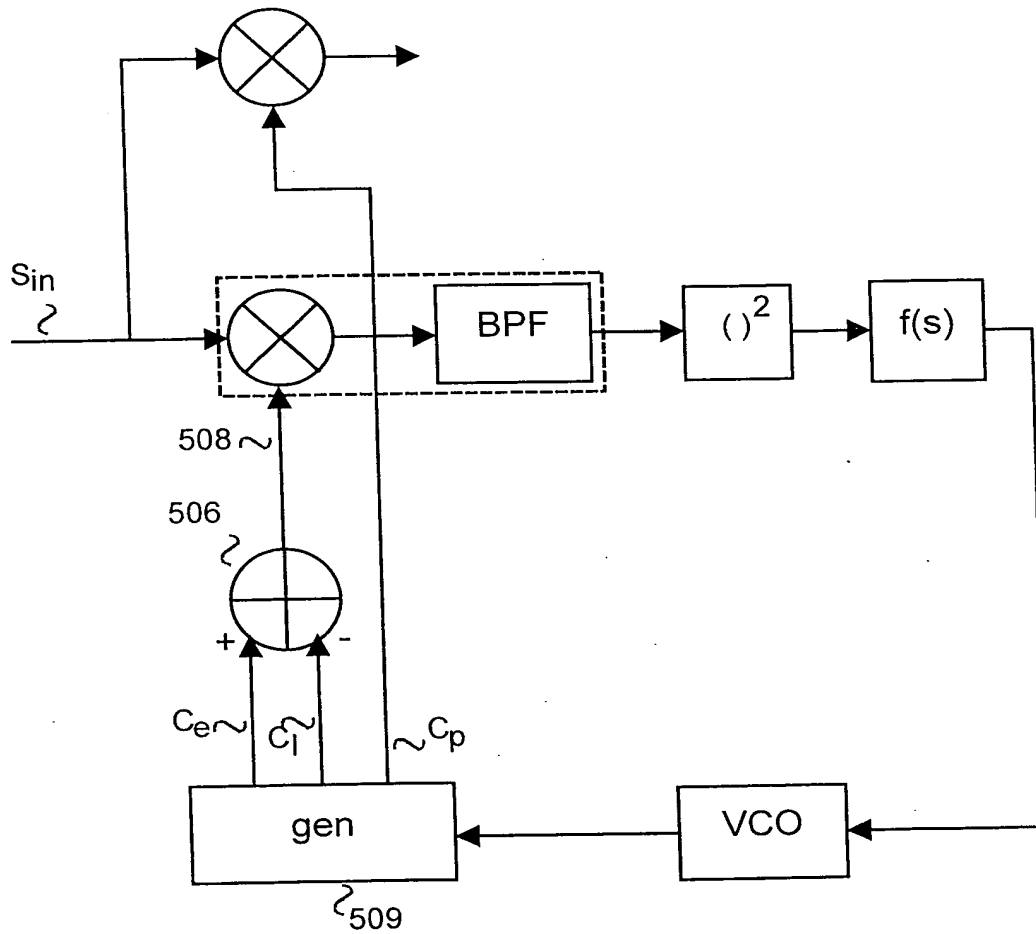 Sin
BPF
( )²
f(s)
508
506
+ -
Ce
Cl
Cp
gen
VCO
509